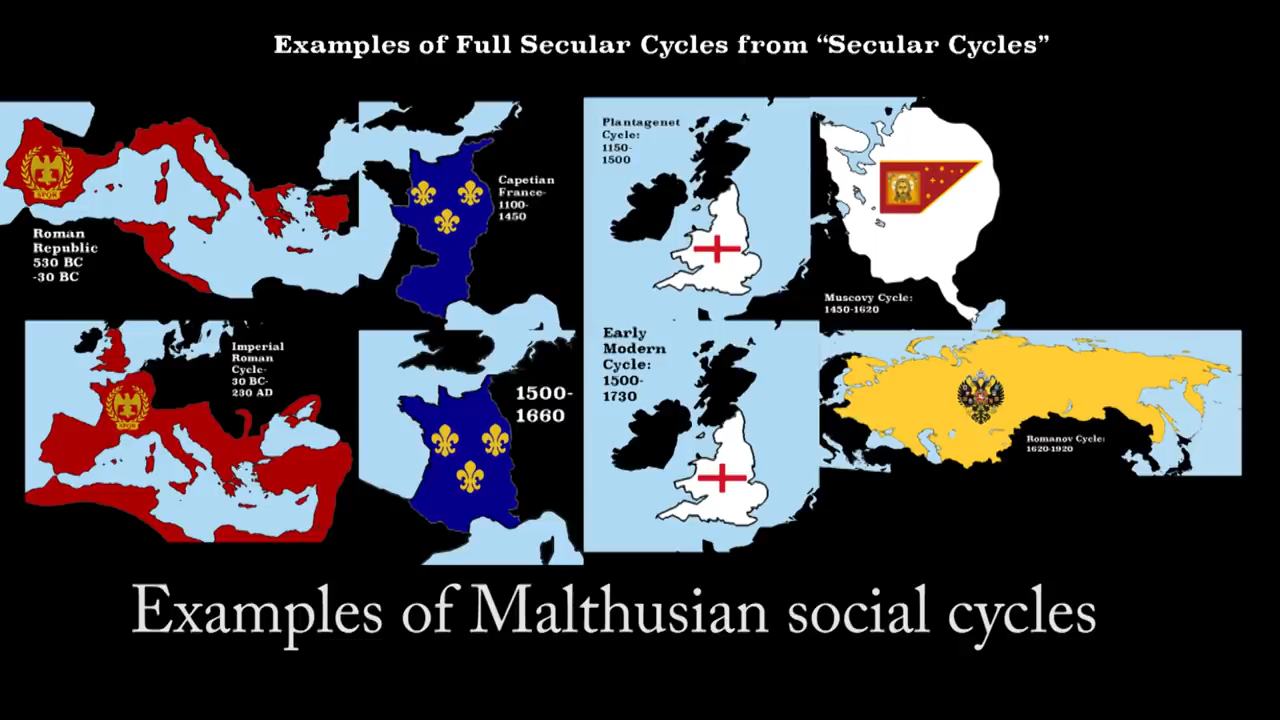 Examples of Full Secular Cycles from “Secular Cycles”
Roman
Republic
530 BC
-30 BC
SPQR
Capetian
France-
1100-
1450
Plantagenet
Cycle:
1150-
1500
Muscovy Cycle:
1450-1620
Imperial
Roman
Cycle-
30 BC-
230 AD
SPQR
1500-
1660
Early
Modern
Cycle:
1500-
1730
Romanov Cycle:
1620-1920
Examples of Malthusian social cycles